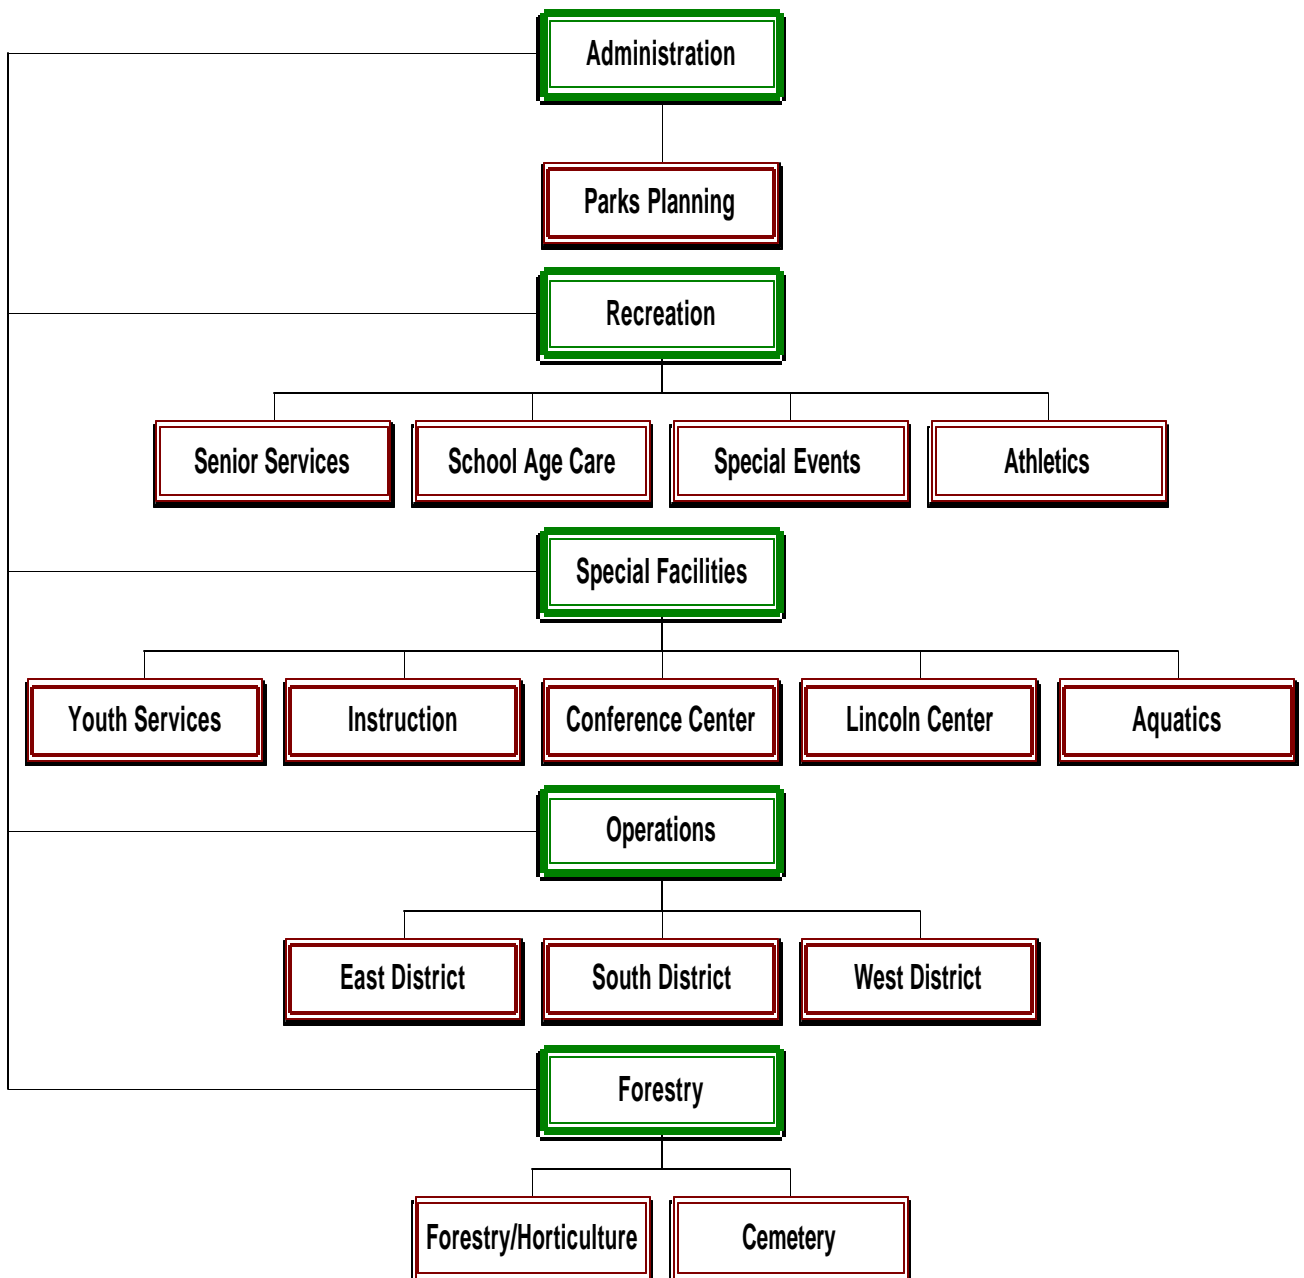 Administration
Parks Planning
Recreation
Senior Services
School Age Care
Special Events
Athletics
Special Facilities
Youth Services
Instruction
Conference Center
Lincoln Center
Aquatics
Operations
East District
South District
West District
Forestry
Forestry/Horticulture
Cemetery